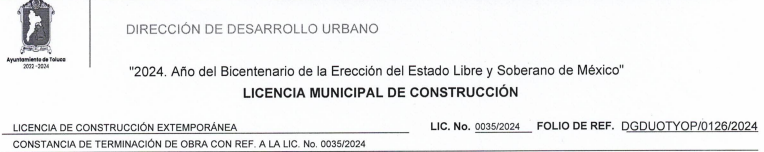 Ayuntamiento de Toluca
2022 - 2024
DIRECCIÓN DE DESARROLLO URBANO
"2024. Año del Bicentenario de la Erección del Estado Libre y Soberano de México"
LICENCIA MUNICIPAL DE CONSTRUCCIÓN
LICENCIA DE CONSTRUCCIÓN EXTEMPORÁNEA LIC. No. 0035/2024 FOLIO DE REF. DGDUOTYOP/0126/2024
CONSTANCIA DE TERMINACIÓN DE OBRA CON REF. A LA LIC. No. 0035/2024